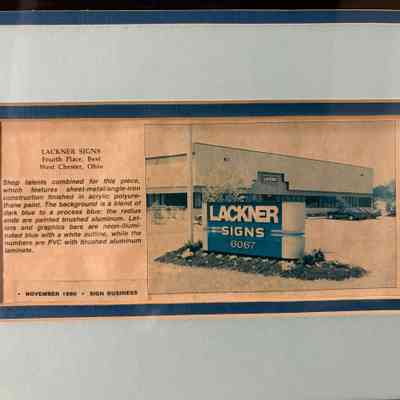 LACKNER SIGNS
Fourth Place, Best
West Chester, Ohio
Shop talents combined for this piece,
which features sheet-metal/angle-iron
construction finished in acrylic polyure-
thane paint. The background is a blend of
dark blue to a process blue; the radius
ends are painted brushed aluminum. Let-
ters and graphics bars are neon-illumi-
nated blue with a white outline, while the
numbers are PVC with brushed aluminum
laminate.
• NOVEMBER 1990 • SIGN BUSINESS
LACKNER
SIGNS
6067